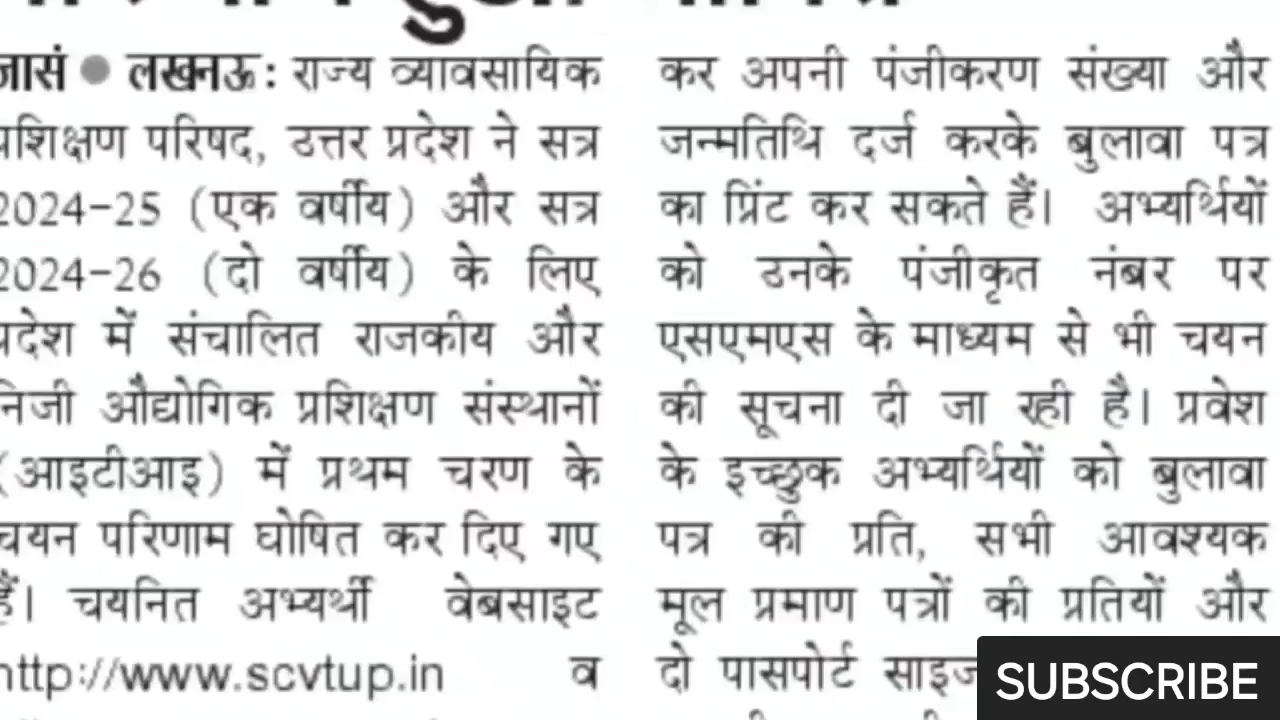 जासं ● लखनऊ: राज्य व्यावसायिक
प्रशिक्षण परिषद, उत्तर प्रदेश ने सत्र
2024-25 (एक वर्षीय) और सत्र
2024-26 (दो वर्षीय) के लिए
प्रदेश में संचालित राजकीय और
निजी औद्योगिक प्रशिक्षण संस्थानों
(आइटीआइ) में प्रथम चरण के
चयन परिणाम घोषित कर दिए गए
हैं। चयनित अभ्यर्थी वेबसाइट
http://www.scvtup.in व
कर अपनी पंजीकरण संख्या और
जन्मतिथि दर्ज करके बुलावा पत्र
का प्रिंट कर सकते हैं। अभ्यर्थियों
को उनके पंजीकृत नंबर पर
एसएमएस के माध्यम से भी चयन
की सूचना दी जा रही है। प्रवेश
के इच्छुक अभ्यर्थियों को बुलावा
पत्र की प्रति, सभी आवश्यक
मूल प्रमाण पत्रों की प्रतियों और
दो पासपोर्ट साइज
SUBSCRIBE